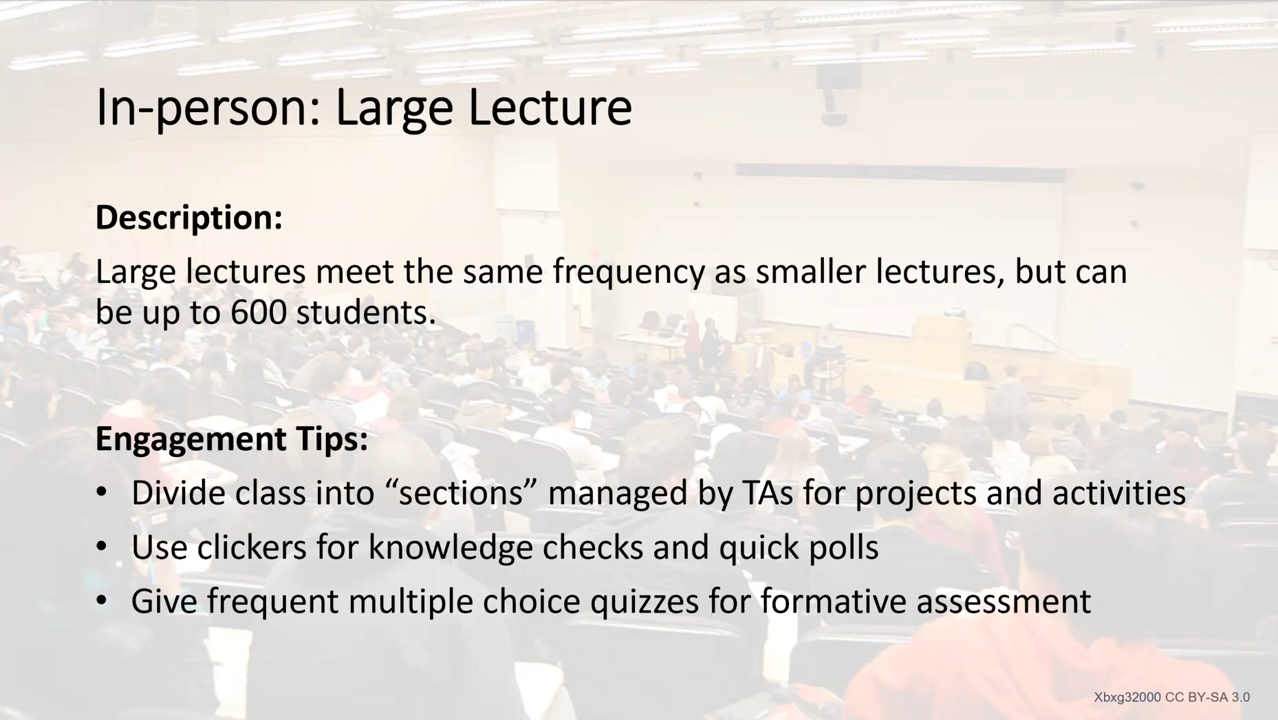 In-person: Large Lecture
Description:
Large lectures meet the same frequency as smaller lectures, but can
be up to 600 students.
Engagement Tips:
• Divide class into “sections” managed by TAs for projects and activities
• Use clickers for knowledge checks and quick polls
• Give frequent multiple choice quizzes for formative assessment
Xbxg32000 CC BY-SA 3.0